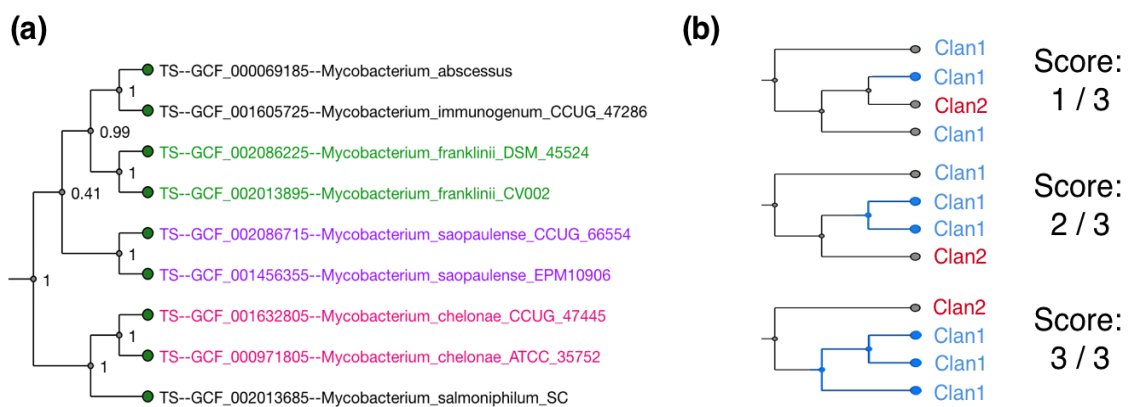 (a)
TS--GCF_000069185--Mycobacterium_abscessus
1
TS--GCF_001605725--Mycobacterium_immunogenum_CCUG_47286
0.99
TS--GCF_002086225--Mycobacterium_franklinii_DSM_45524
1
TS--GCF_002013895--Mycobacterium_franklinii_CV002
0.41
TS--GCF_002086715--Mycobacterium_saopaulense_CCUG_66554
1
TS--GCF_001456355--Mycobacterium_saopaulense_EPM10906
1
TS--GCF_001632805--Mycobacterium_chelonae_CCUG_47445
1
TS--GCF_000971805--Mycobacterium_chelonae_ATCC_35752
1
TS--GCF_002013685--Mycobacterium_salmoniphilum_SC
(b)
Clan1
Clan1
Clan2
Clan1
Score:
1 / 3
Clan1
Clan1
Clan1
Clan2
Score:
2 / 3
Clan2
Clan1
Clan1
Clan1
Score:
3 / 3